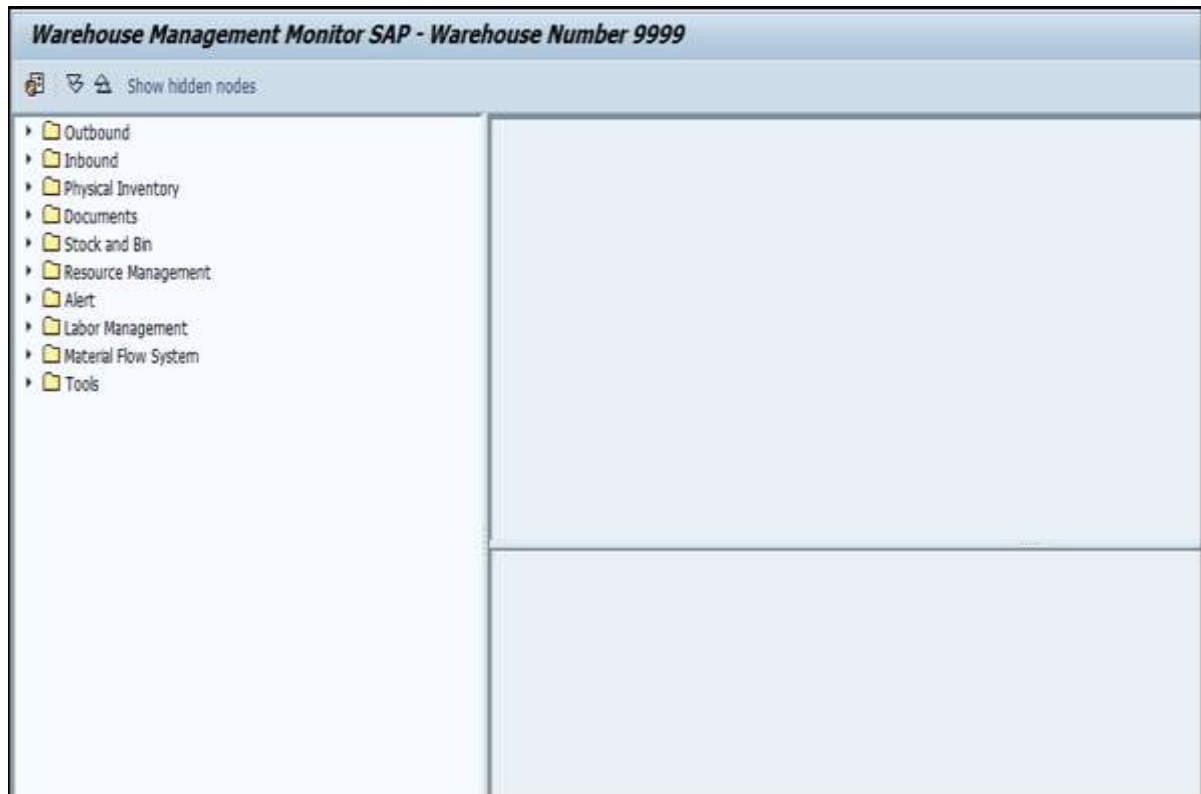 Warehouse Management Monitor SAP - Warehouse Number 9999
Show hidden nodes
Outbound
Inbound
Physical Inventory
Documents
Stock and Bin
Resource Management
Alert
Labor Management
Material Flow System
Tools